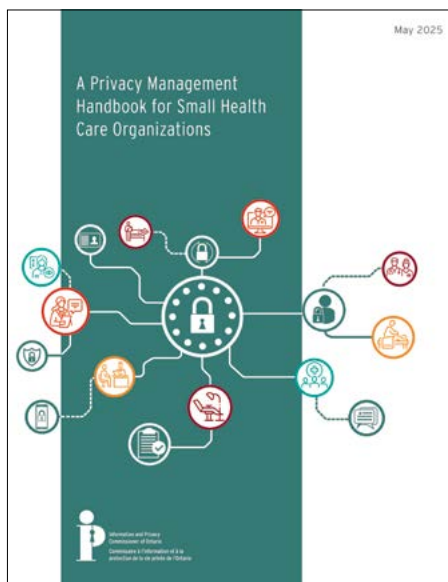 May 2025
A Privacy Management
Handbook for Small Health
Care Organizations
Information and Privacy
Commissioner of Ontario
Commissaire à l'information et à la
protection de la vie privée de l'Ontario